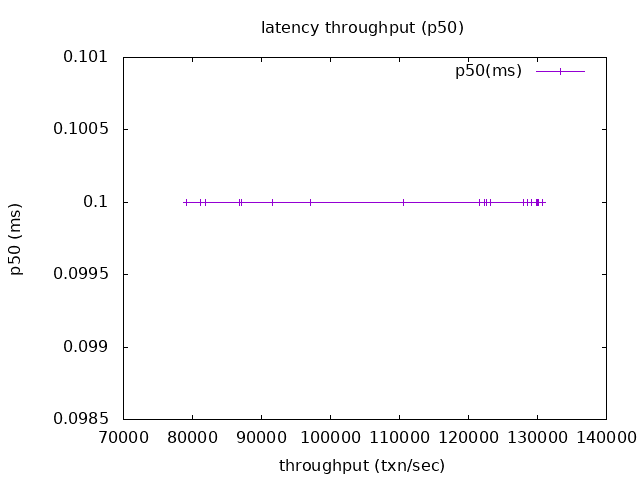 latency throughput (p50)
p50(ms)
p50 (ms)
0.101
0.1005
0.1
0.0995
0.099
0.0985
70000 80000 90000 100000 110000 120000 130000 140000
throughput (txn/sec)